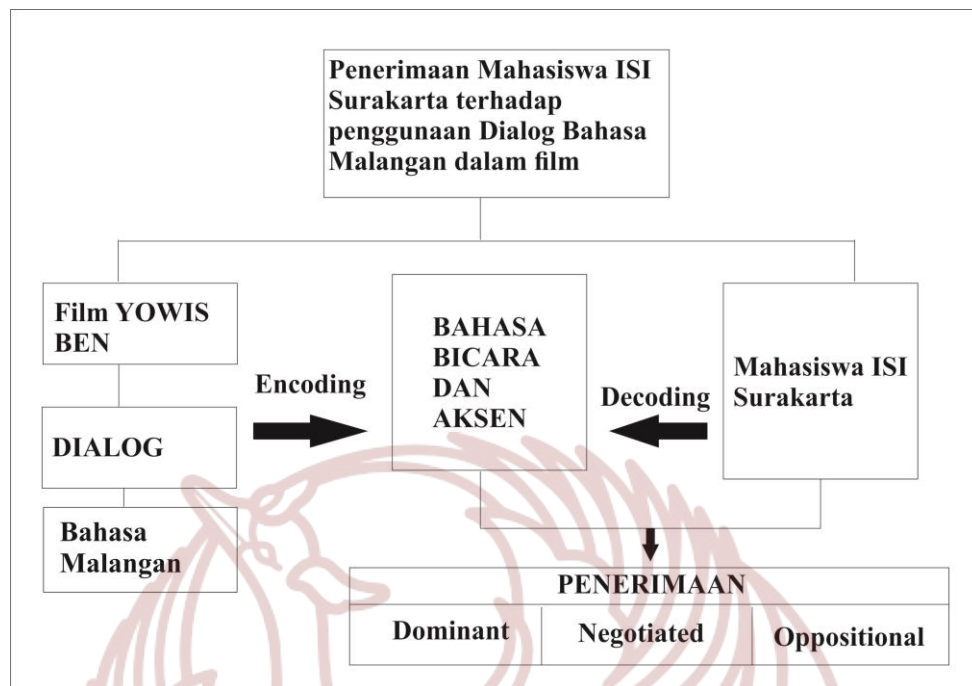 Penerimaan Mahasiswa ISI
Surakarta terhadap
penggunaan Dialog Bahasa
Malangan dalam film
Film YOWIS
BEN
DIALOG
Bahasa
Malangan
Encoding
BAHASA
BICARA
DAN
AKSEN
Decoding
Mahasiswa ISI
Surakarta
PENERIMAAN
Dominant
Negotiated
Oppositional